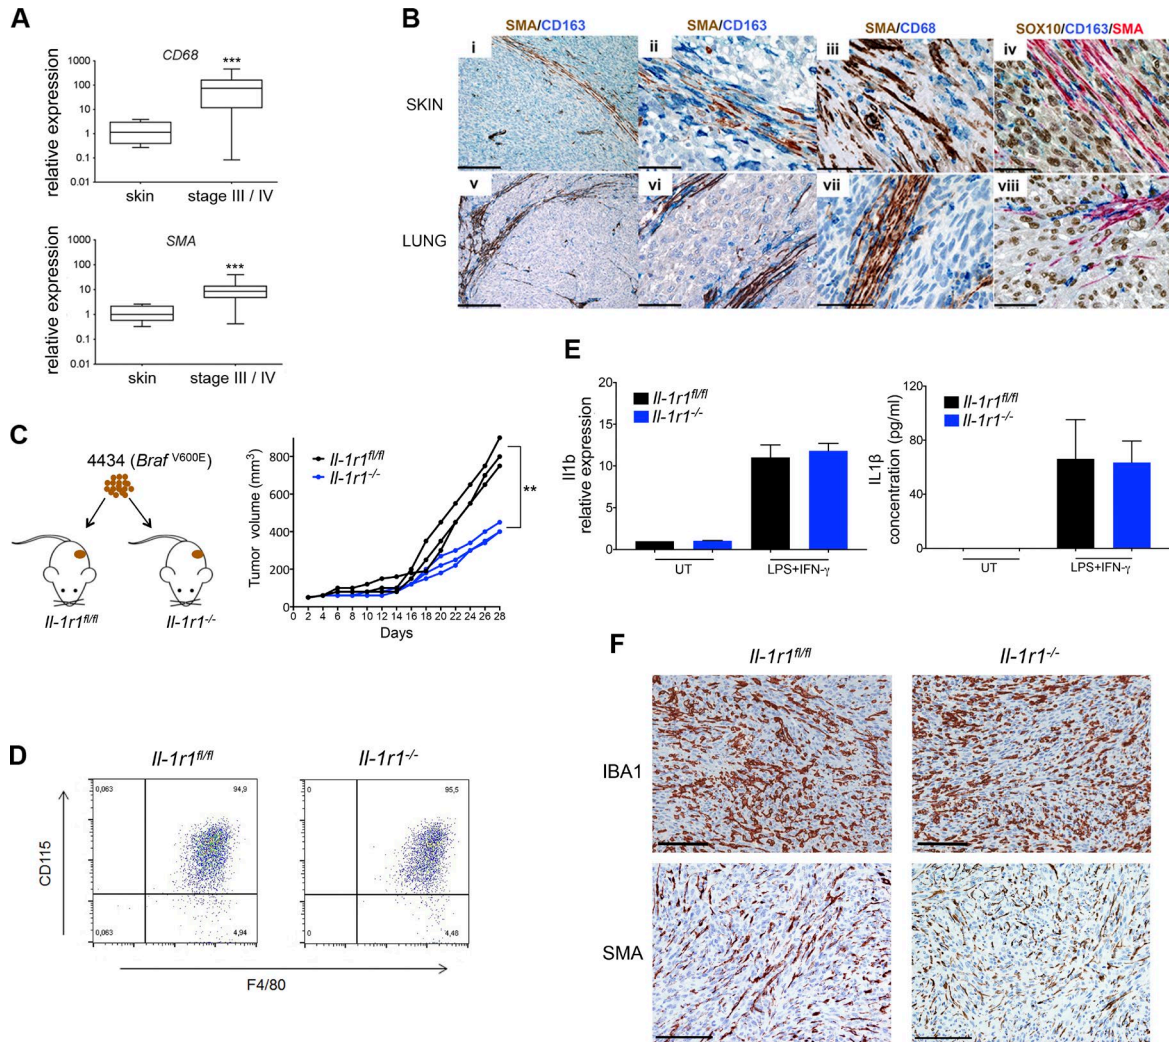 A
CD68
relative expression
1000
100
10
1
0.1
0.01
***
skin
stage III / IV
SMA
relative expression
1000
100
10
1
0.1
0.01
***
skin
stage III / IV
B
SMA/CD163
SMA/CD163
SMA/CD68
SOX10/CD163/SMA
SKIN
i
ii
iii
iv
LUNG
v
vi
vii
viii
C
4434 (Braf V600E)
Il-1r1fl/fl
Il-1r1-/-
Tumor volume (mm3)
800
600
400
200
0
Il-1r1fl/fl
Il-1r1-/-
**
0 2 4 6 8 10 12 14 16 18 20 22 24 26 28
Days
E
Il1b
relative expression
20
15
10
5
0
Il-1r1fl/fl
Il-1r1-/-
UT
LPS+IFN-γ
IL1β
concentration (pg/ml)
120
80
40
0
Il-1r1fl/fl
Il-1r1-/-
UT
LPS+IFN-γ
D
Il-1r1fl/fl
Il-1r1-/-
CD115
0,063
94,9
0,063
4,94
0
95,5
0
4,48
F4/80
F
Il-1r1fl/fl
Il-1r1-/-
IBA1
SMA